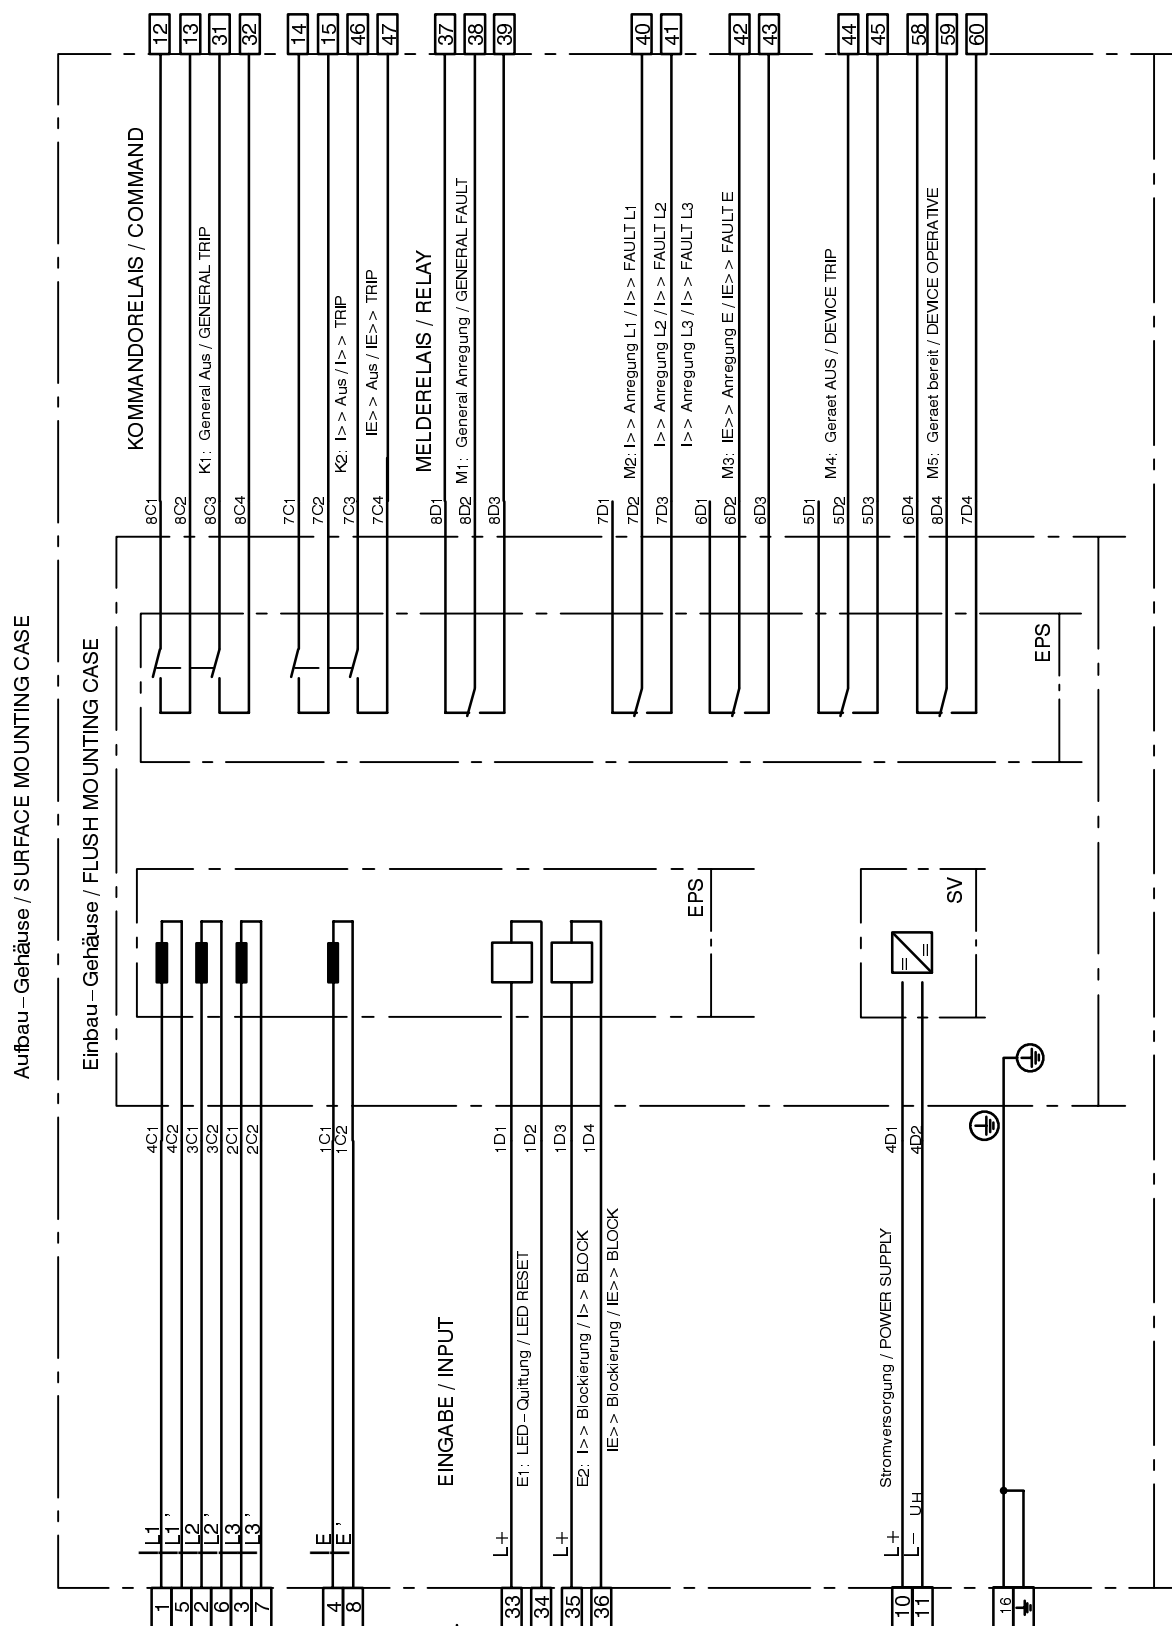 Aufbau-Gehäuse / SURFACE MOUNTING CASE
Einbau-Gehäuse / FLUSH MOUNTING CASE
KOMMANDORELAIS / COMMAND
8C1
12
8C2
13
K1: General Aus / GENERAL TRIP
8C3
31
8C4
32
7C1
14
7C2
15
K2: I>> Aus / I>> TRIP
7C3
46
IE>> Aus / IE>> TRIP
7C4
47
MELDERELAIS / RELAY
8D1
37
M1: General Anregung / GENERAL FAULT
8D2
38
8D3
39
7D1
M2: I>> Anregung L1 / I>> FAULT L1
7D2
40
I>> Anregung L2 / I>> FAULT L2
7D3
41
I>> Anregung L3 / I>> FAULT L3
6D1
M3: IE>> Anregung E / IE>> FAULT E
6D2
42
6D3
43
5D1
M4: Geraet AUS / DEVICE TRIP
5D2
44
5D3
45
6D4
58
M5: Geraet bereit / DEVICE OPERATIVE
8D4
59
7D4
60
EPS
1
L1
4C1
5
L1'
4C2
2
L2
3C1
6
L2'
3C2
3
L3
2C1
7
L3'
2C2
4
E
1C1
8
E'
1C2
EINGABE / INPUT
33
L+
1D1
E1: LED-Quittung / LED RESET
34
1D2
35
L+
1D3
E2: I>> Blockierung / I>> BLOCK
36
1D4
IE>> Blockierung / IE>> BLOCK
EPS
Stromversorgung / POWER SUPPLY
10
L+
4D1
11
L-
UH
4D2
SV
16